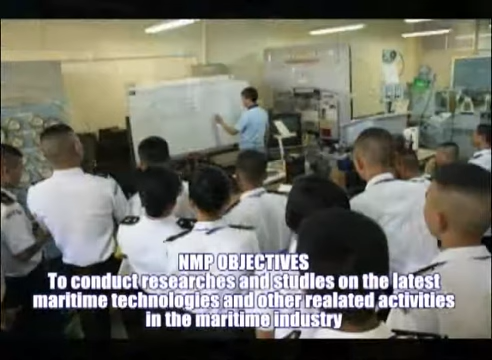 NMP OBJECTIVES
To conduct researches and studies on the latest
maritime technologies and other realated activities
in the maritime industry